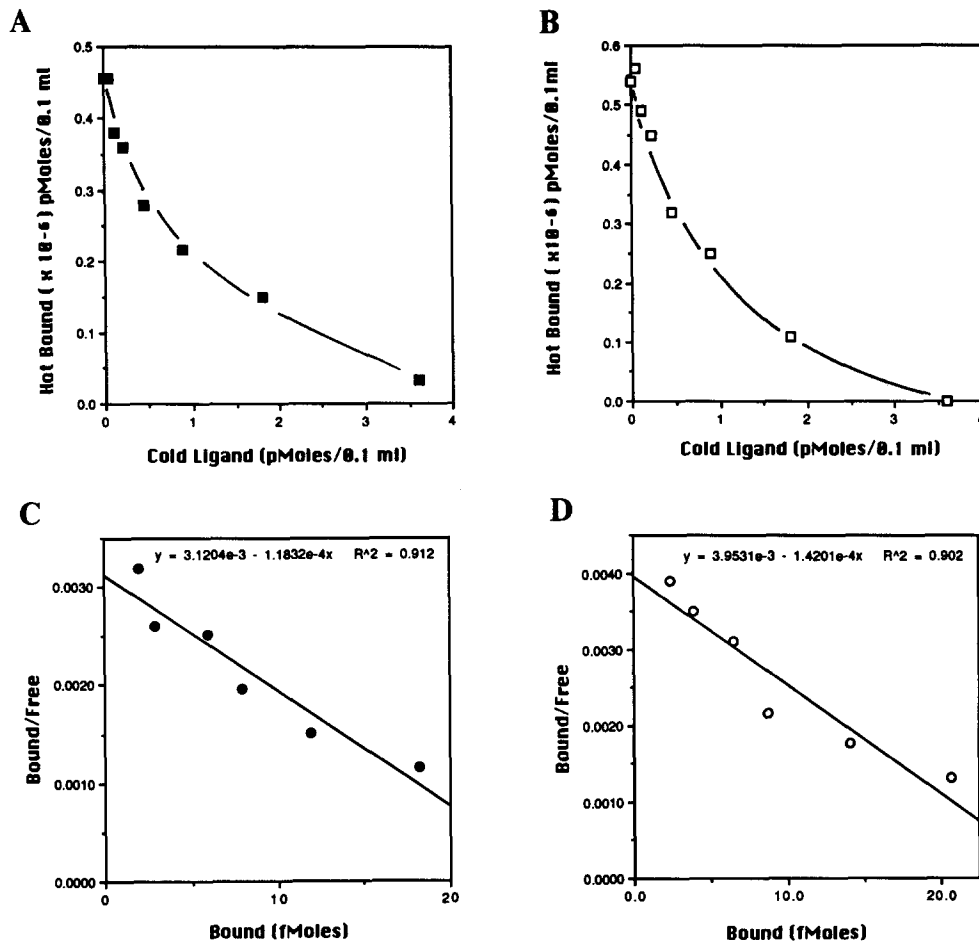 A
Hot Bound ( x 10-6) pMoles/0.1 ml
0.5
0.4
0.3
0.2
0.1
0.0
0
1
2
3
4
Cold Ligand (pMoles/0.1 ml)
B
Hot Bound ( x10-6) pMoles/0.1ml
0.6
0.5
0.4
0.3
0.2
0.1
0.0
0
1
2
3
4
Cold Ligand (pMoles/0.1 ml)
C
y = 3.1204e-3 - 1.1832e-4x R^2 = 0.912
Bound/Free
0.0030
0.0020
0.0010
0.0000
0
10
20
Bound (fMoles)
D
y = 3.9531e-3 - 1.4201e-4x R^2 = 0.902
Bound/Free
0.0040
0.0030
0.0020
0.0010
0.0000
0.0
10.0
20.0
Bound (fMoles)